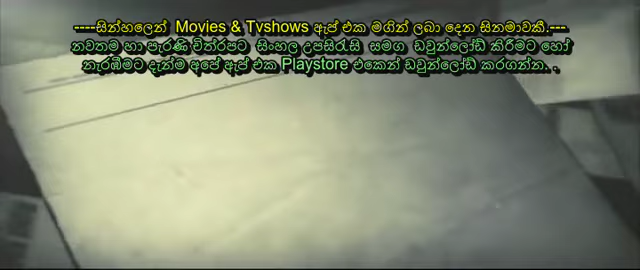 ----සිංහලෙන් Movies & Tvshows ඇප් එක මගින් ලබා දෙන සිනමාවකී.---
නවතම හා පැරණි චිත්රපට සිංහල උපසිරැසි සමග ඩවුන්ලෝඩ් කිරීමට හෝ
නැරඹීමට දැන්ම අපේ ඇප් එක Playstore එකෙන් ඩවුන්ලෝඩ් කරගන්න. .